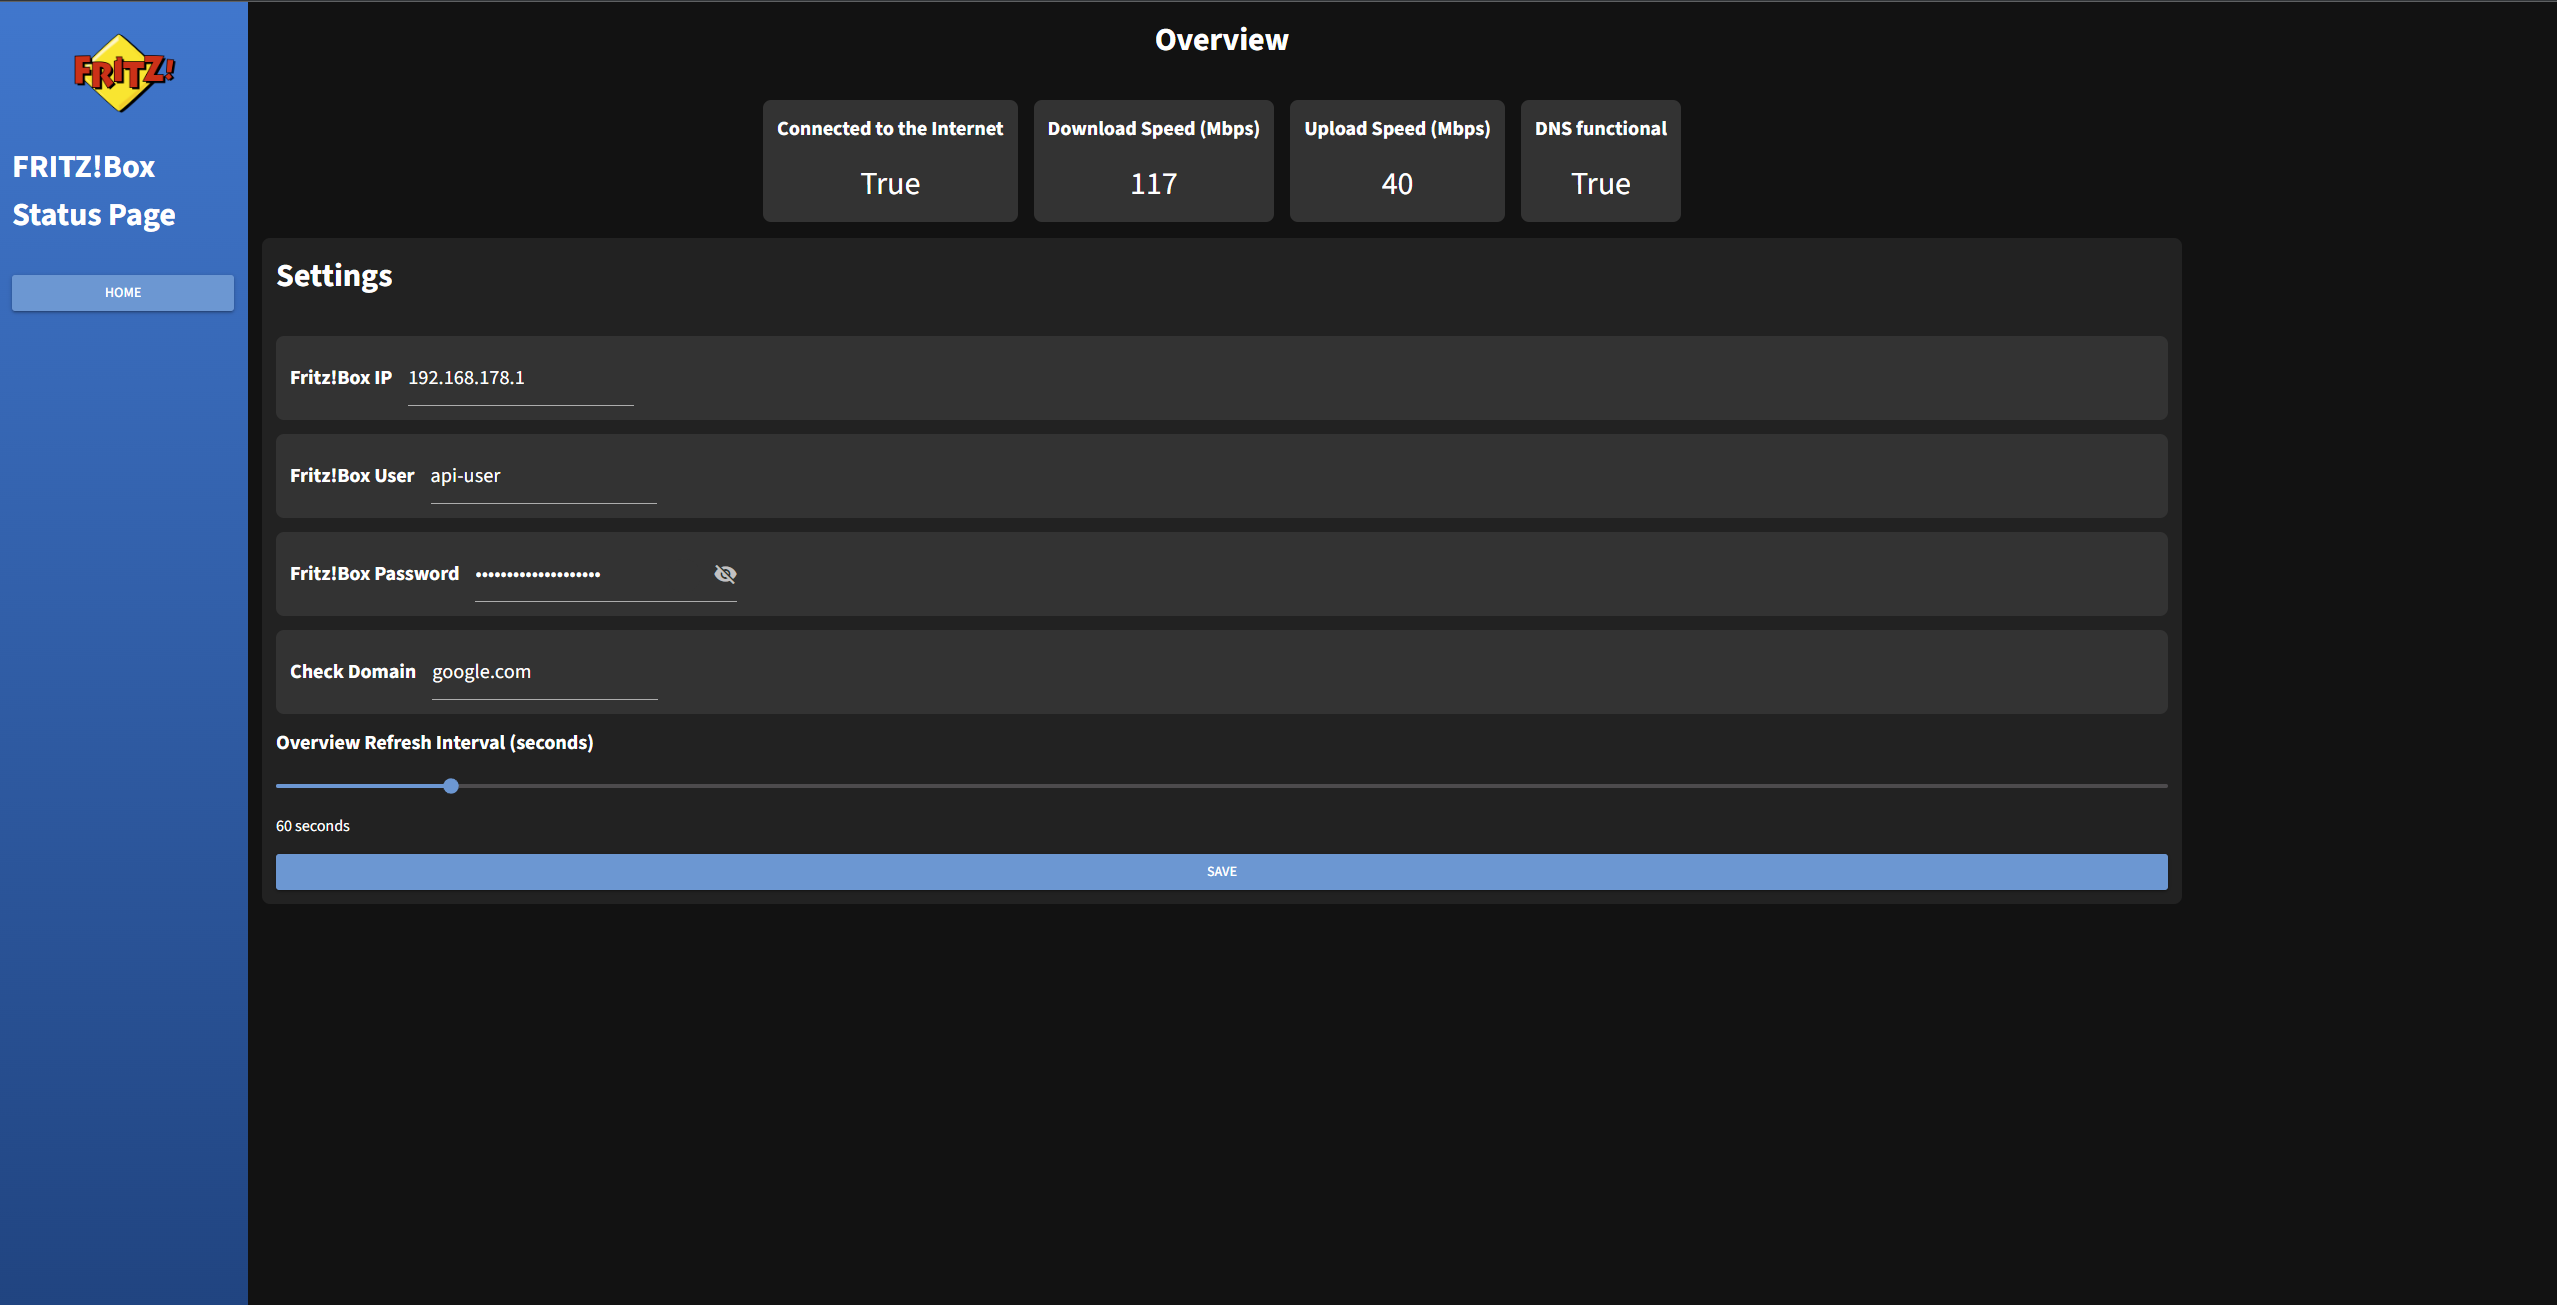 FRITZ!
FRITZ!Box
Status Page
HOME
Overview
Connected to the Internet
True
Download Speed (Mbps)
117
Upload Speed (Mbps)
40
DNS functional
True
Settings
Fritz!Box IP 192.168.178.1
Fritz!Box User api-user
Fritz!Box Password ••••••••••••••••••••
Check Domain google.com
Overview Refresh Interval (seconds)
60 seconds
SAVE